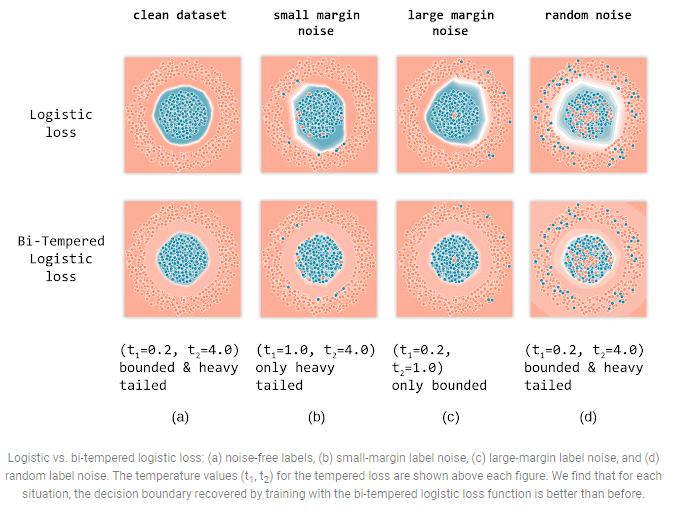 clean dataset
small margin
noise
large margin
noise
random noise
Logistic
loss
Bi-Tempered
Logistic
loss
(t₁=0.2, t₂=4.0)
bounded & heavy
tailed
(t₁=1.0, t₂=4.0)
only heavy
tailed
(t₁=0.2,
t₂=1.0)
only bounded
(t₁=0.2, t₂=4.0)
bounded & heavy
tailed
(a)
(b)
(c)
(d)
Logistic vs. bi-tempered logistic loss: (a) noise-free labels, (b) small-margin label noise, (c) large-margin label noise, and (d)
random label noise. The temperature values (t₁, t₂) for the tempered loss are shown above each figure. We find that for each
situation, the decision boundary recovered by training with the bi-tempered logistic loss function is better than before.